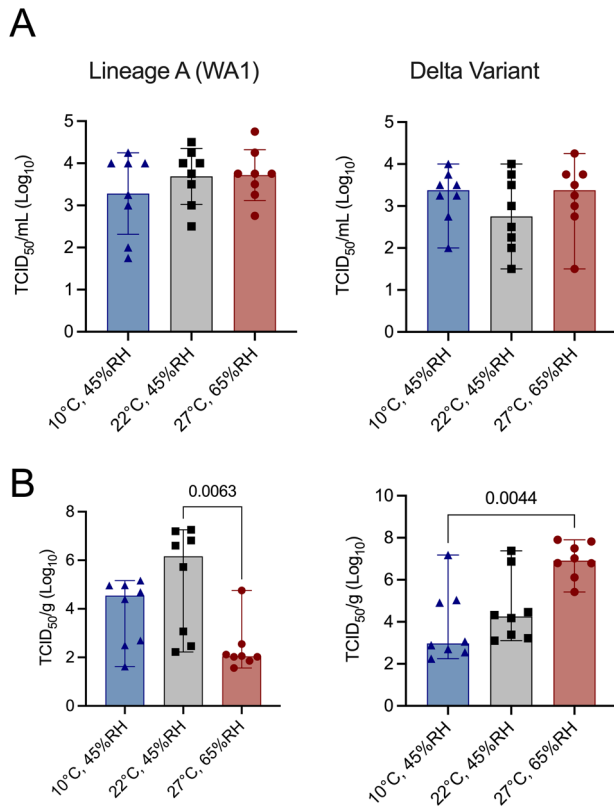 A
Lineage A (WA1)
Delta Variant
TCID50/mL (Log10)
5
4
3
2
1
0
10°C, 45%RH
22°C, 45%RH
27°C, 65%RH
TCID50/mL (Log10)
5
4
3
2
1
0
10°C, 45%RH
22°C, 45%RH
27°C, 65%RH
B
TCID50/g (Log10)
8
6
4
2
0
0.0063
10°C, 45%RH
22°C, 45%RH
27°C, 65%RH
TCID50/g (Log10)
10
8
6
4
2
0
0.0044
10°C, 45%RH
22°C, 45%RH
27°C, 65%RH